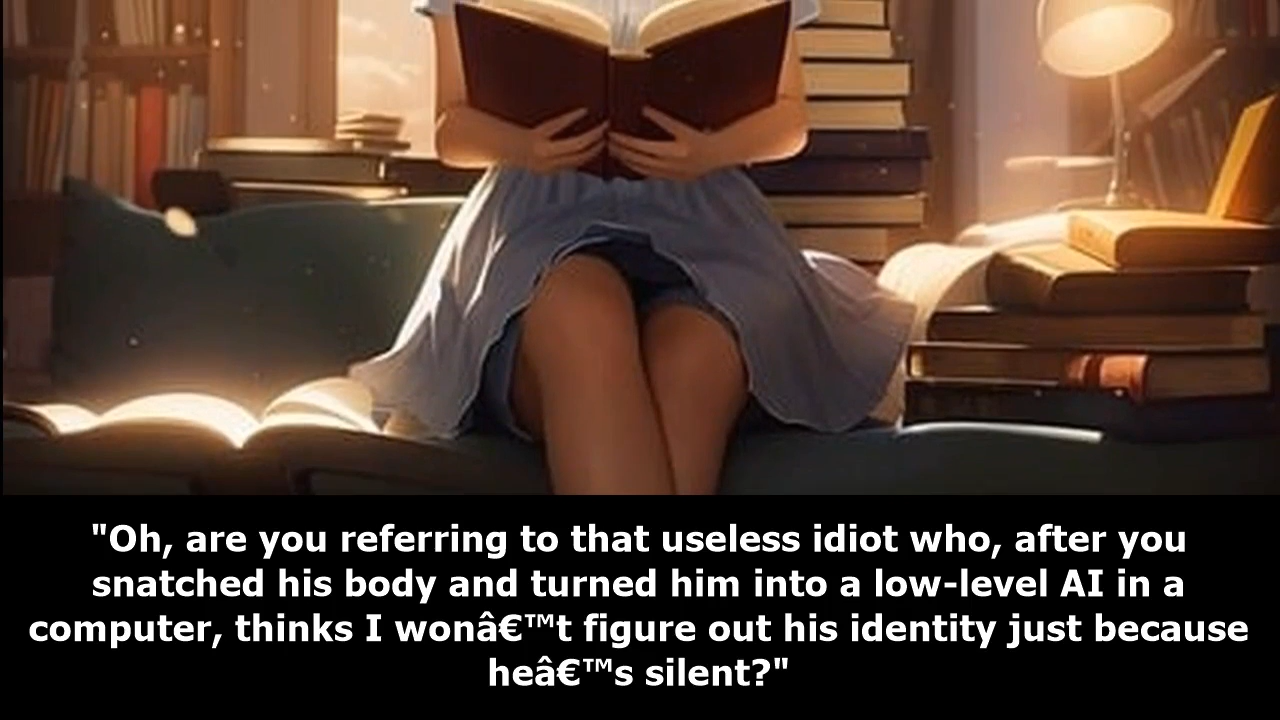 "Oh, are you referring to that useless idiot who, after you
snatched his body and turned him into a low-level AI in a
computer, thinks I wonâ€™t figure out his identity just because
heâ€™s silent?"